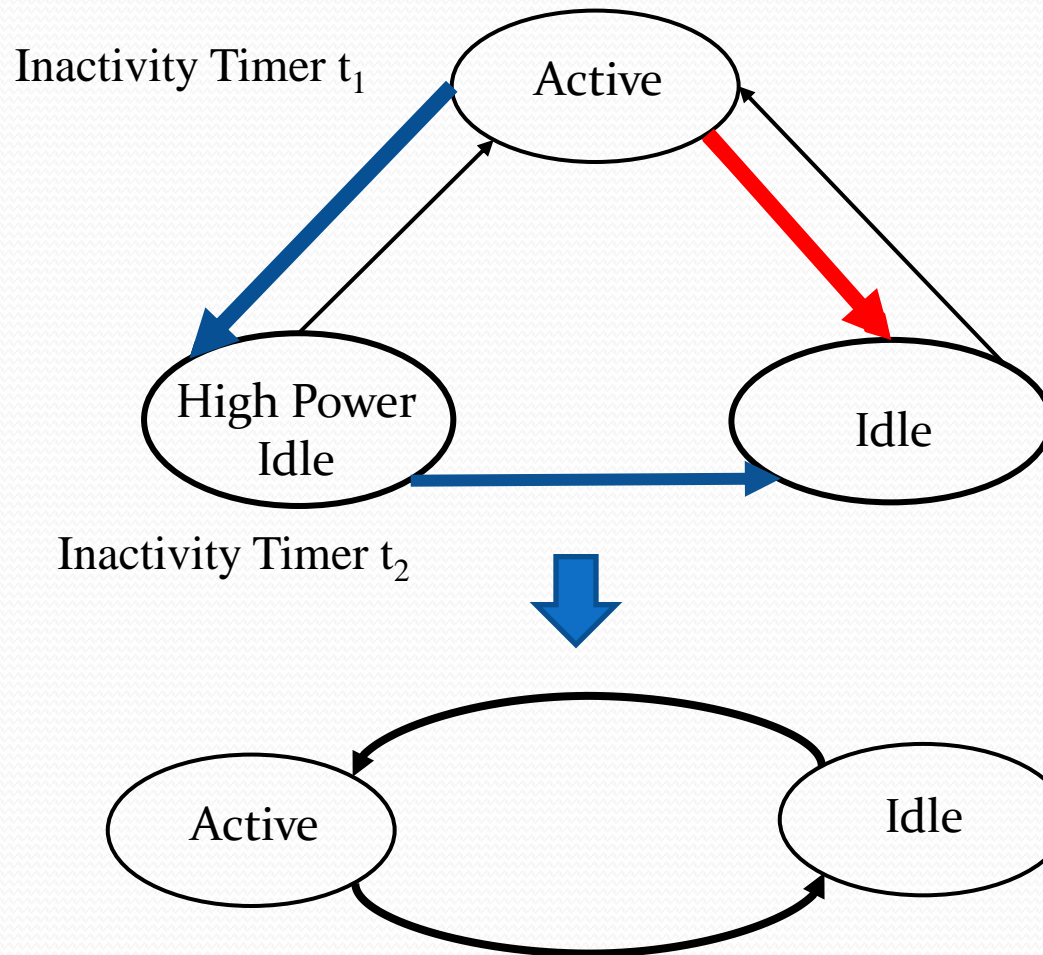 Inactivity Timer t₁
Active
High Power
Idle
Idle
Inactivity Timer t₂
Active
Idle